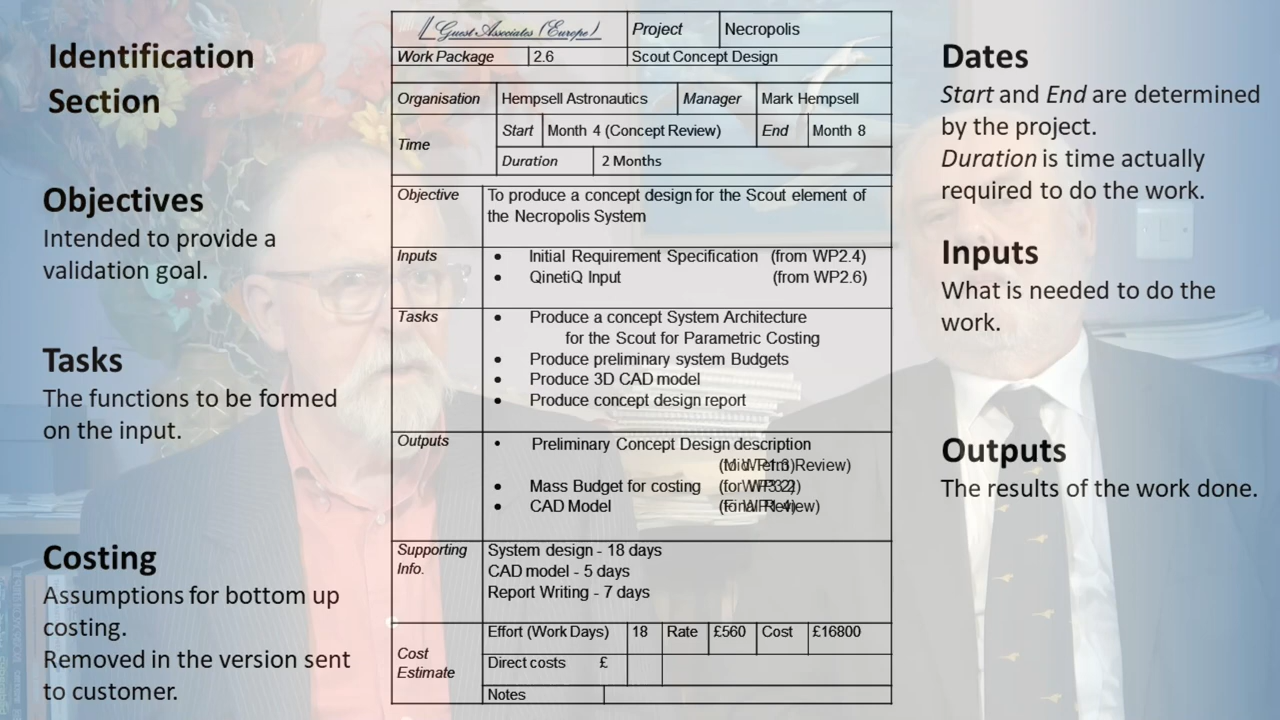 Identification
Section
Objectives
Intended to provide a
validation goal.
Tasks
The functions to be formed
on the input.
Costing
Assumptions for bottom up
costing.
Removed in the version sent
to customer.
Guest Associates (Europe) Project Necropolis
Work Package 2.6 Scout Concept Design
Organisation Hempsell Astronautics Manager Mark Hempsell
Time Start Month 4 (Concept Review) End Month 8
Duration 2 Months
Objective To produce a concept design for the Scout element of
the Necropolis System
Inputs • Initial Requirement Specification (from WP2.4)
• QinetiQ Input (from WP2.6)
Tasks • Produce a concept System Architecture
for the Scout for Parametric Costing
• Produce preliminary system Budgets
• Produce 3D CAD model
• Produce concept design report
Outputs • Preliminary Concept Design description
Review)
• Mass Budget for costing
• CAD Model
Supporting Info. System design - 18 days
CAD model - 5 days
Report Writing - 7 days
Cost Estimate Effort (Work Days) 18 Rate £560 Cost £16800
Direct costs £
Notes
Dates
Start and End are determined
by the project.
Duration is time actually
required to do the work.
Inputs
What is needed to do the
work.
Outputs
The results of the work done.